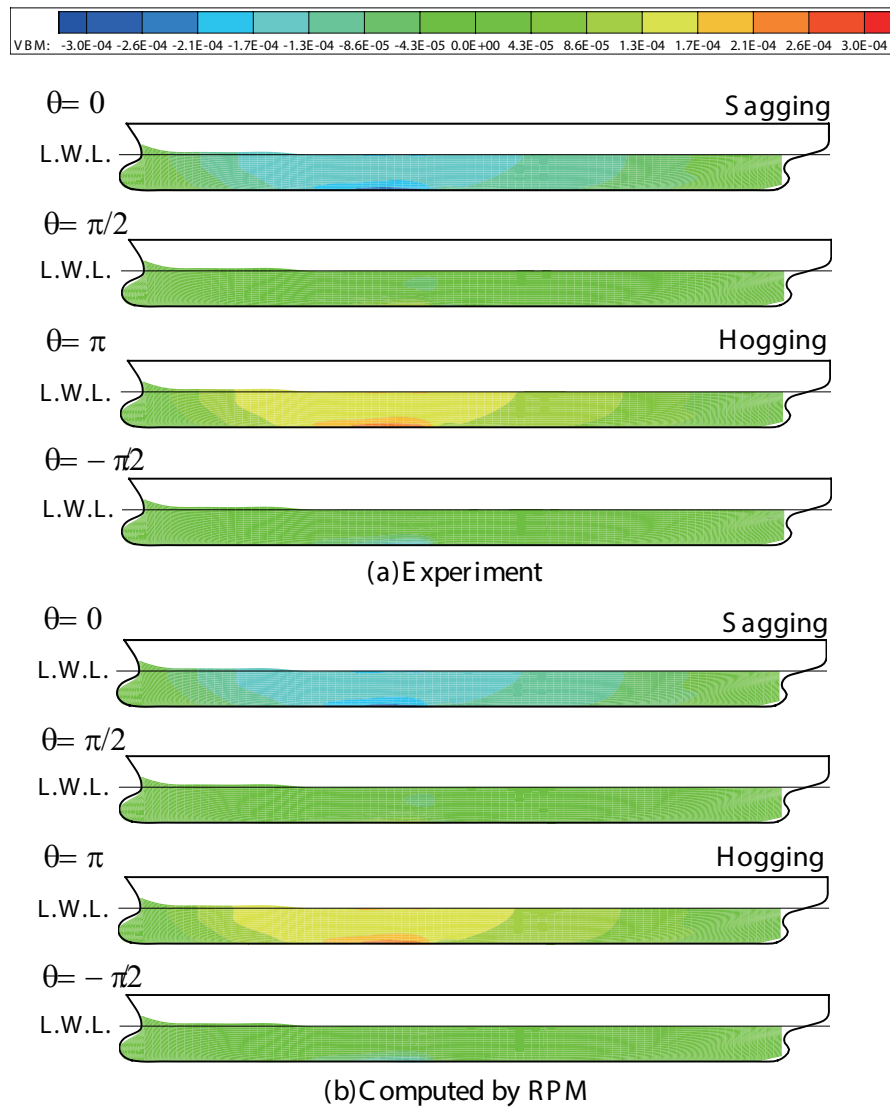 VBM: -3.0E-04 -2.6E-04 -2.1E-04 -1.7E-04 -1.3E-04 -8.6E-05 -4.3E-05 0.0E+00 4.3E-05 8.6E-05 1.3E-04 1.7E-04 2.1E-04 2.6E-04 3.0E-04
θ= 0 Sagging
L.W.L.
θ= π/2
L.W.L.
θ= π Hogging
L.W.L.
θ= − π/2
L.W.L.
(a)Experiment
θ= 0 Sagging
L.W.L.
θ= π/2
L.W.L.
θ= π Hogging
L.W.L.
θ= − π/2
L.W.L.
(b)Computed by RPM